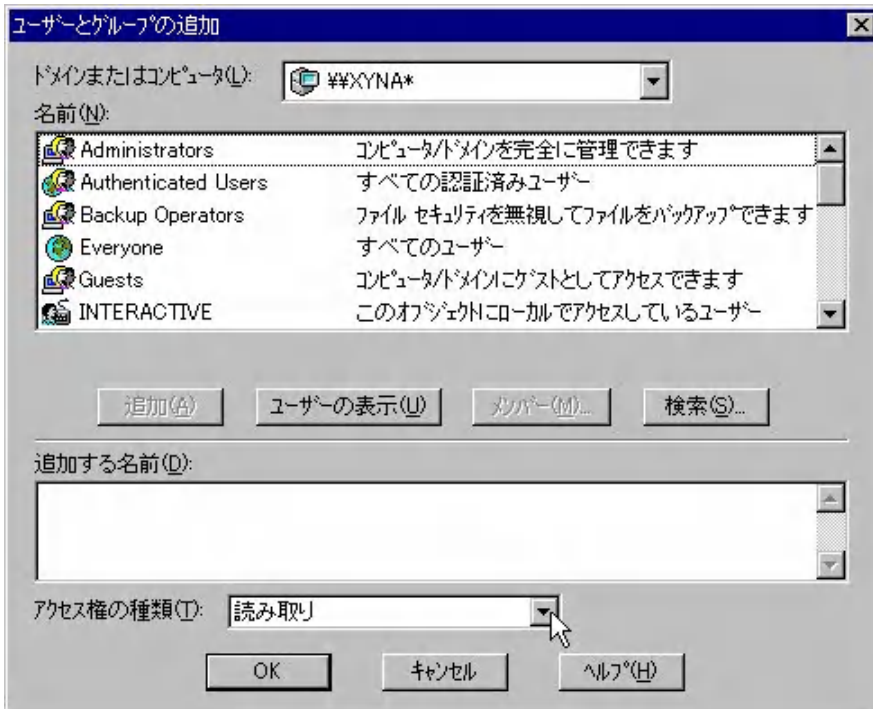 ユーザーとグループの追加
ドメインまたはコンピュータ(L): ¥¥XYNA*
名前(N):
Administrators コンピュータ/ドメインを完全に管理できます
Authenticated Users すべての認証済みユーザー
Backup Operators ファイル セキュリティを無視してファイルをバックアップできます
Everyone すべてのユーザー
Guests コンピュータ/ドメインにゲストとしてアクセスできます
INTERACTIVE このオブジェクトにローカルでアクセスしているユーザー
追加(A) ユーザーの表示(U) メンバー(M)... 検索(S)...
追加する名前(D):
アクセス権の種類(T): 読み取り
OK キャンセル ヘルプ(H)